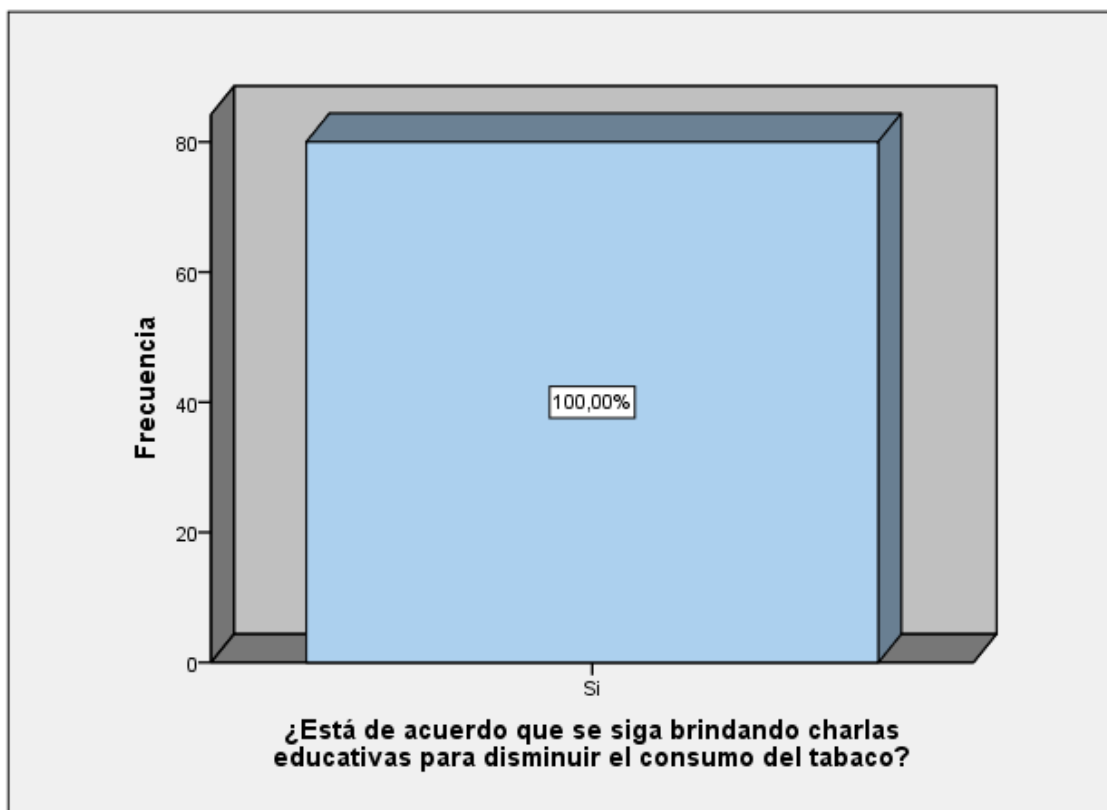 80
60
40
20
0
Frecuencia
100,00%
Si
¿Está de acuerdo que se siga brindando charlas
educativas para disminuir el consumo del tabaco?